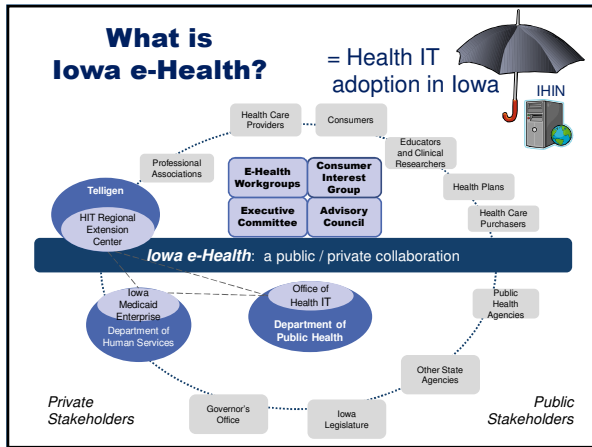 What is
Iowa e-Health?
= Health IT
adoption in Iowa
IHIN
Health Care
Providers
Consumers
Educators
and Clinical
Researchers
Professional
Associations
E-Health
Workgroups
Consumer
Interest
Group
Health Plans
Telligen
HIT Regional
Extension
Center
Executive
Committee
Advisory
Council
Health Care
Purchasers
Iowa e-Health: a public / private collaboration
Iowa
Medicaid
Enterprise
Department of
Human Services
Office of
Health IT
Department of
Public Health
Public
Health
Agencies
Other State
Agencies
Private
Stakeholders
Governor's
Office
Iowa
Legislature
Public
Stakeholders